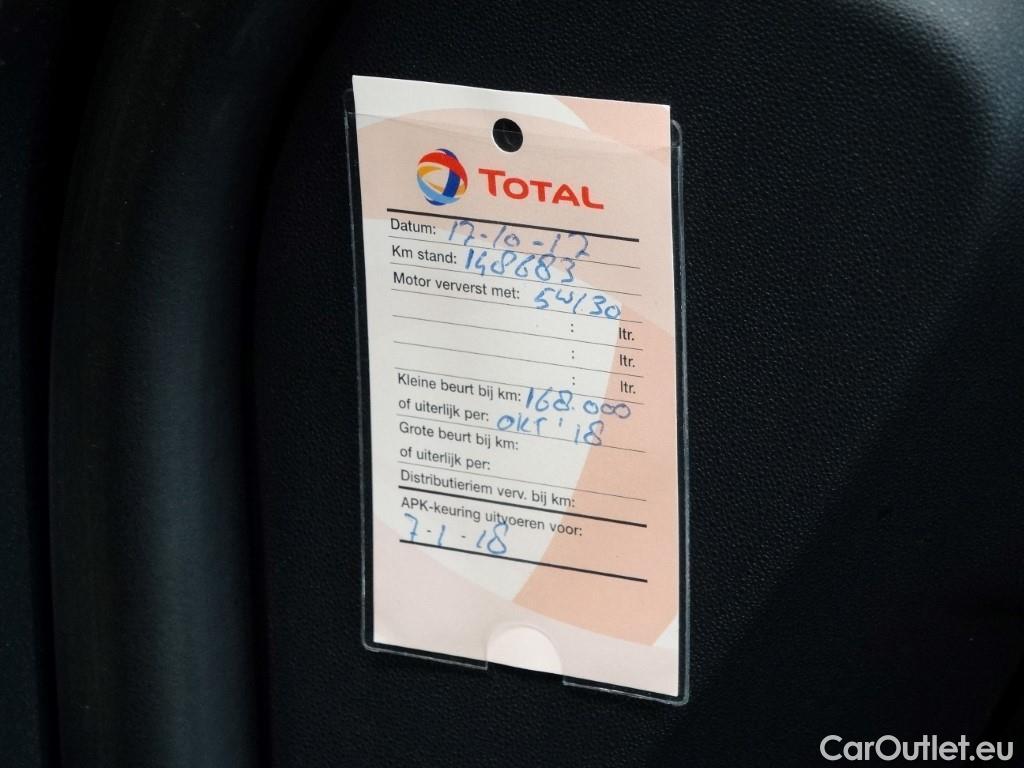 TOTAL
Datum: 17-10-17
Km stand: 148683
Motor ververst met: 5W/30
: ltr.
: ltr.
: ltr.
Kleine beurt bij km: 168.000
of uiterlijk per: OKT '18
Grote beurt bij km:
of uiterlijk per:
Distributieriem verv. bij km:
APK-keuring uitvoeren voor:
7-1-18
CarOutlet.eu